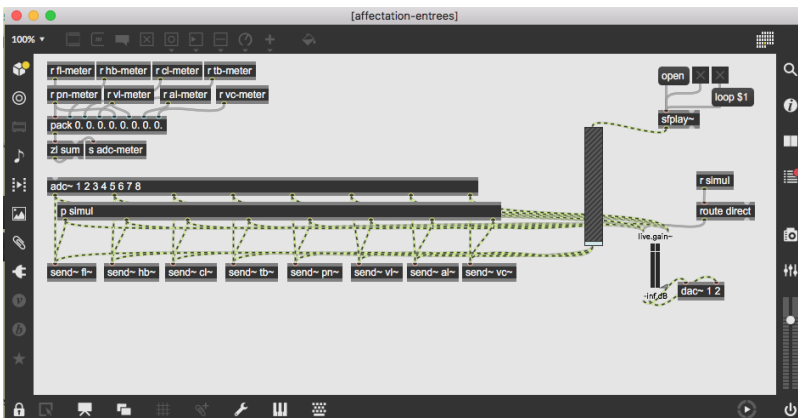 [affectation-entrees]
100% ▾
r fl-meter r hb-meter r cl-meter r tb-meter
r pn-meter r vl-meter r al-meter r vc-meter
pack 0. 0. 0. 0. 0. 0. 0. 0.
zl sum s adc-meter
adc~ 1 2 3 4 5 6 7 8
p simul
send~ fl~ send~ hb~ send~ cl~ send~ tb~ send~ pn~ send~ vl~ send~ al~ send~ vc~
open
loop $1
sfplay~
r simul
route direct
live.gain~
-inf dB
dac~ 1 2